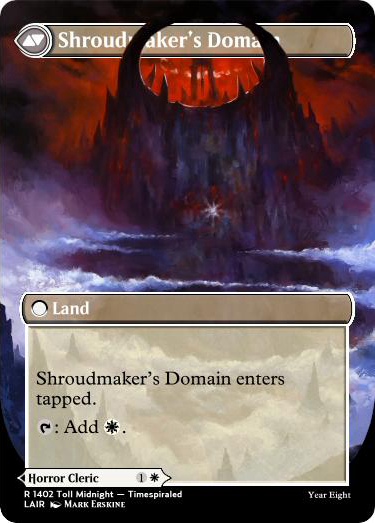 Shroudmaker's Domain
Land
Shroudmaker's Domain enters
tapped.
: Add .
Horror Cleric 1
R 1402 Toll Midnight — Timespiraled
LAIR Mark Erskine
Year Eight